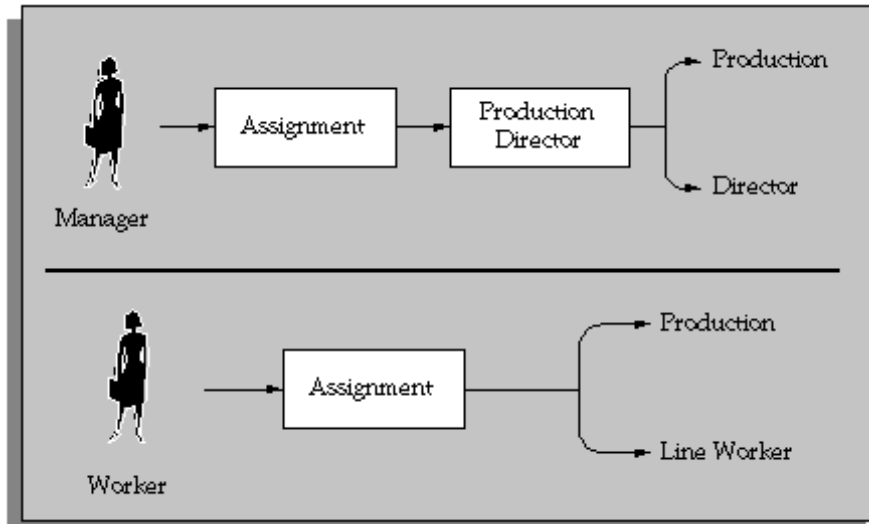 Production
Assignment
Production
Director
Director
Manager
Production
Assignment
Line Worker
Worker